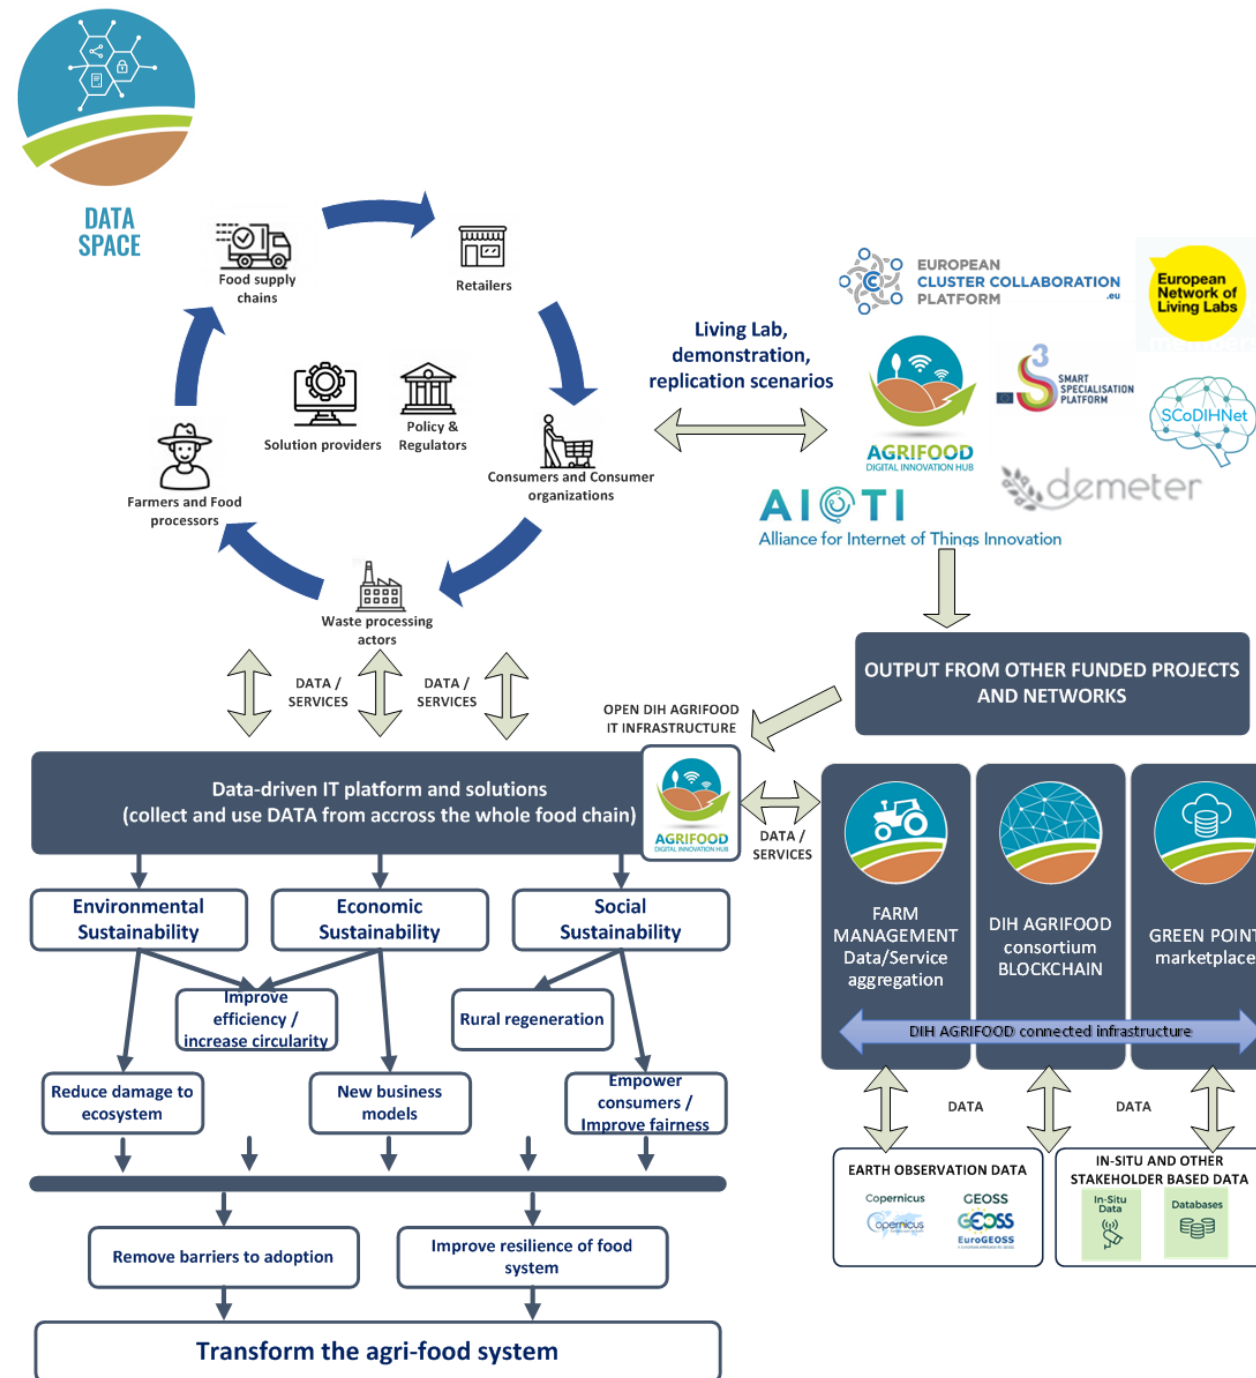 DATA
SPACE
Food supply
chains
Retailers
Solution providers
Policy &
Regulators
Farmers and Food
processors
Consumers and Consumer
organizations
Waste processing
actors
Living Lab,
demonstration,
replication scenarios
EUROPEAN
CLUSTER COLLABORATION
PLATFORM
.eu
European
Network of
Living Labs
AGRIFOOD
DIGITAL INNOVATION HUB
S3
SMART
SPECIALISATION
PLATFORM
SCoDIHNet
demeter
AIOTI
Alliance for Internet of Things Innovation
OUTPUT FROM OTHER FUNDED PROJECTS
AND NETWORKS
DATA /
SERVICES
DATA /
SERVICES
OPEN DIH AGRIFOOD
IT INFRASTRUCTURE
Data-driven IT platform and solutions
(collect and use DATA from accross the whole food chain)
AGRIFOOD
DIGITAL INNOVATION HUB
DATA /
SERVICES
FARM
MANAGEMENT
Data/Service
aggregation
DIH AGRIFOOD
consortium
BLOCKCHAIN
GREEN POINT
marketplace
DIH AGRIFOOD connected infrastructure
Environmental
Sustainability
Economic
Sustainability
Social
Sustainability
Improve
efficiency /
increase circularity
Rural regeneration
Reduce damage to
ecosystem
New business
models
Empower
consumers /
Improve fairness
DATA
DATA
EARTH OBSERVATION DATA
Copernicus
GEOSS
opernicus
GEOSS
EuroGEOSS
IN-SITU AND OTHER
STAKEHOLDER BASED DATA
In-Situ
Data
Databases
Remove barriers to adoption
Improve resilience of food
system
Transform the agri-food system